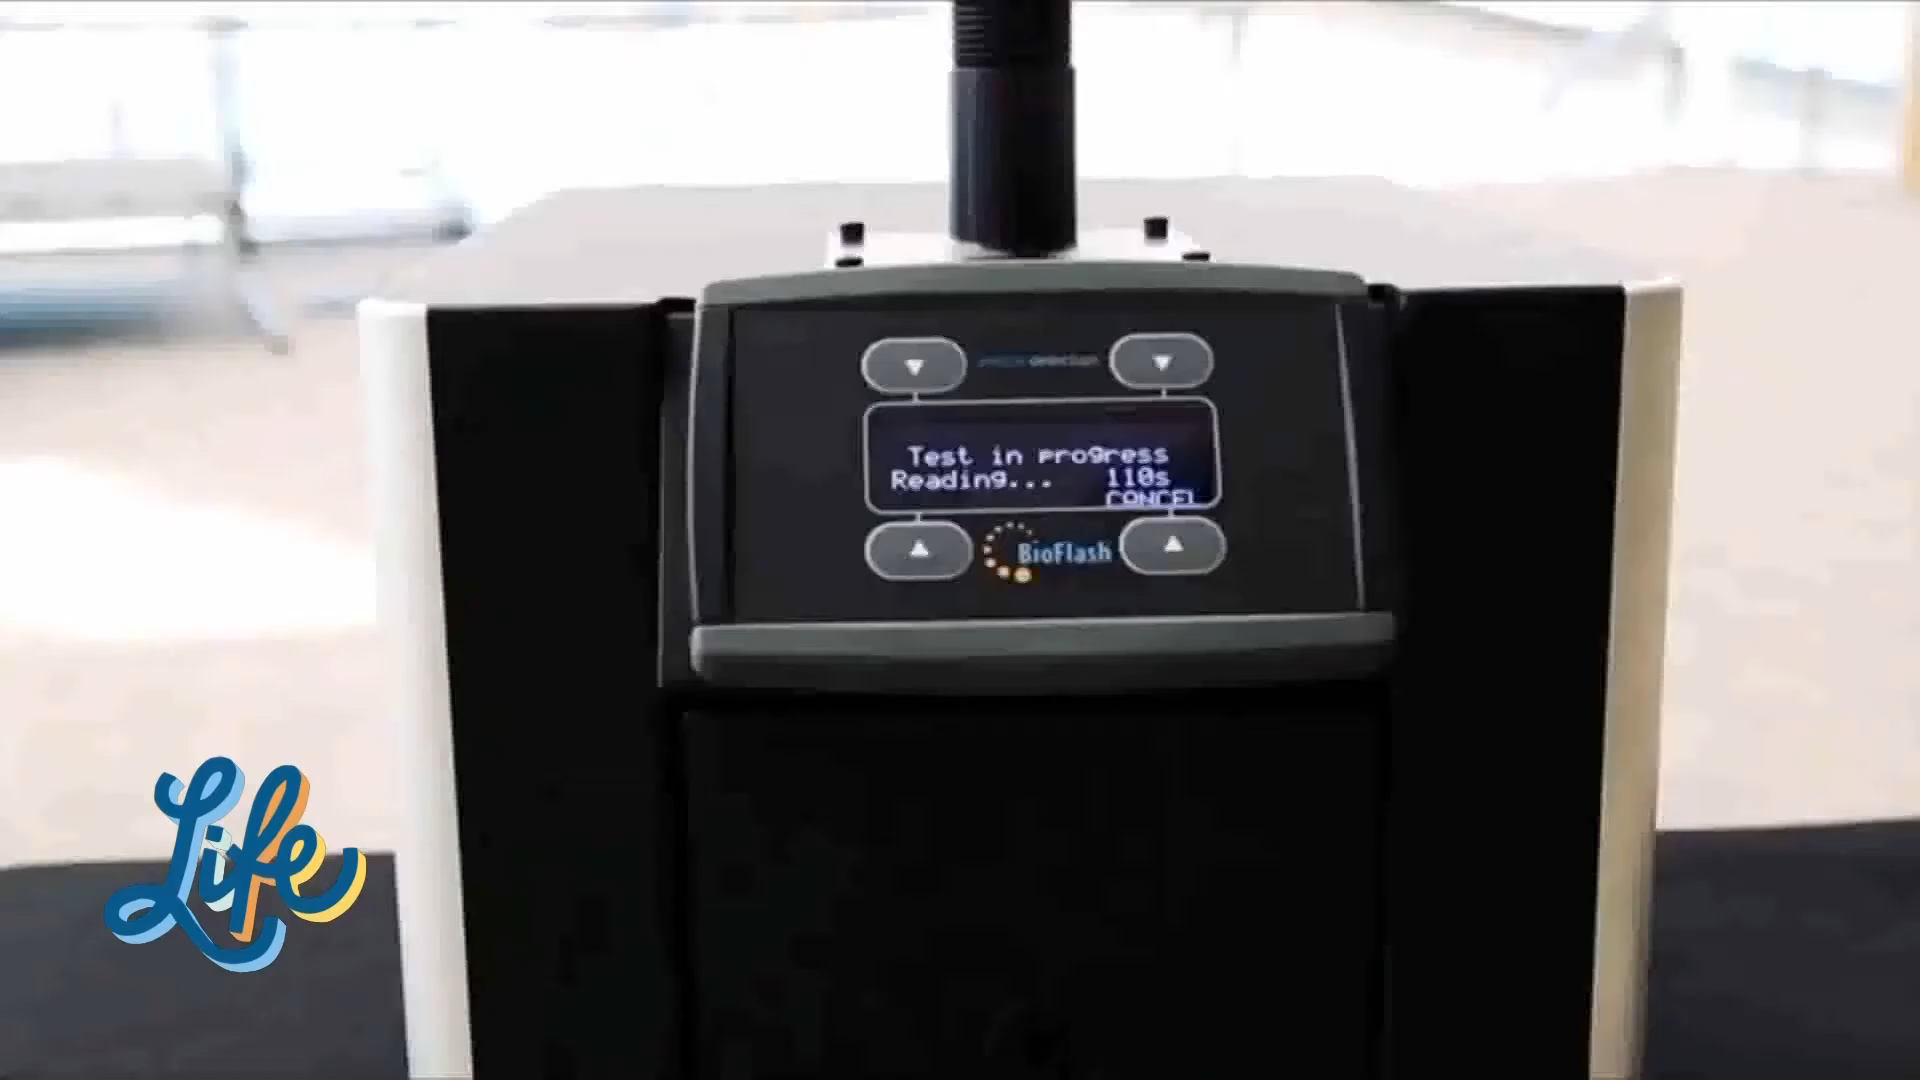 Test in progress
Reading... 110s
CANCEL
BioFlash
Life